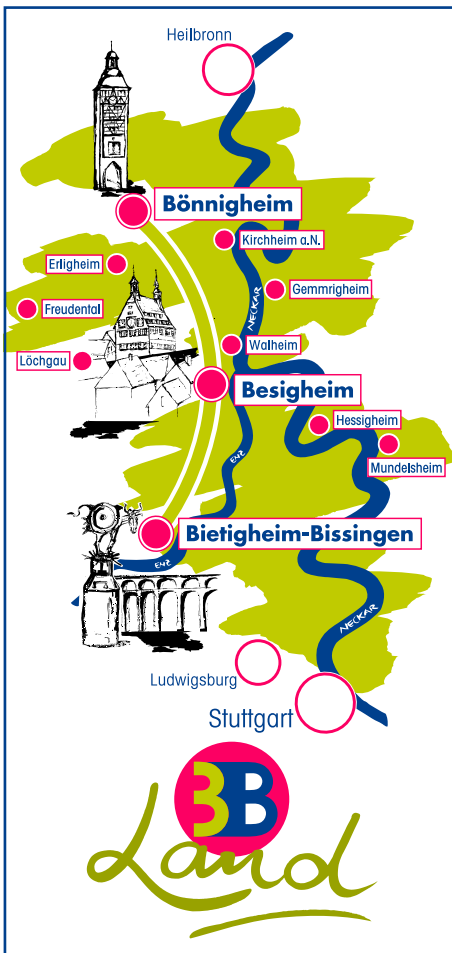 Heilbronn
Bönnigheim
Kirchheim a.N.
Erligheim
Gemmrigheim
Freudental
NECKAR
Walheim
Löchgau
Besigheim
Hessigheim
Mundelsheim
ENZ
Bietigheim-Bissingen
ENZ
NECKAR
Ludwigsburg
Stuttgart
3B
Land